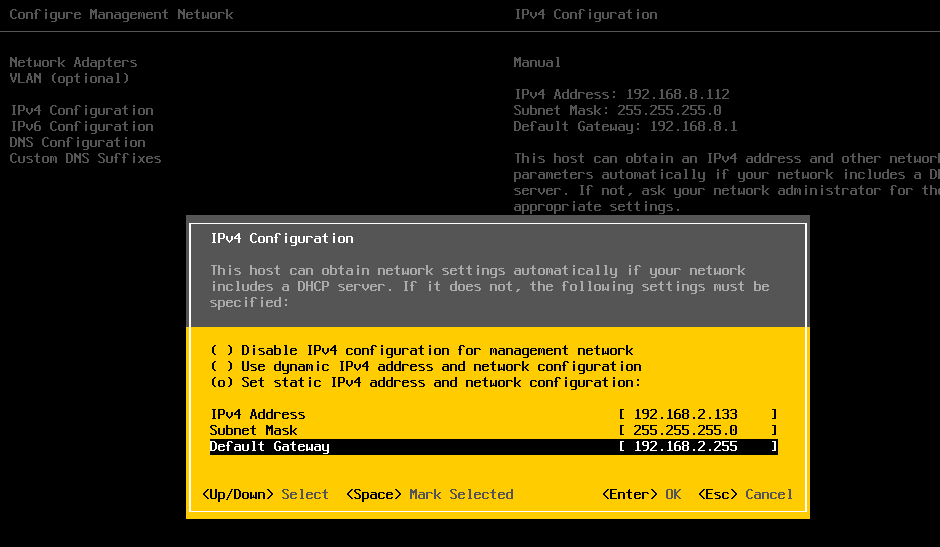 Configure Management Network
IPv4 Configuration
Network Adapters
VLAN (optional)
IPv4 Configuration
IPv6 Configuration
DNS Configuration
Custom DNS Suffixes
Manual
IPv4 Address: 192.168.8.112
Subnet Mask: 255.255.255.0
Default Gateway: 192.168.8.1
This host can obtain an IPv4 address and other network
parameters automatically if your network includes a DH
server. If not, ask your network administrator for the
appropriate settings.
IPv4 Configuration
This host can obtain network settings automatically if your network
includes a DHCP server. If it does not, the following settings must be
specified:
( ) Disable IPv4 configuration for management network
( ) Use dynamic IPv4 address and network configuration
(o) Set static IPv4 address and network configuration:
IPv4 Address [ 192.168.2.133 ]
Subnet Mask [ 255.255.255.0 ]
Default Gateway [ 192.168.2.255 ]
<Up/Down> Select <Space> Mark Selected <Enter> OK <Esc> Cancel